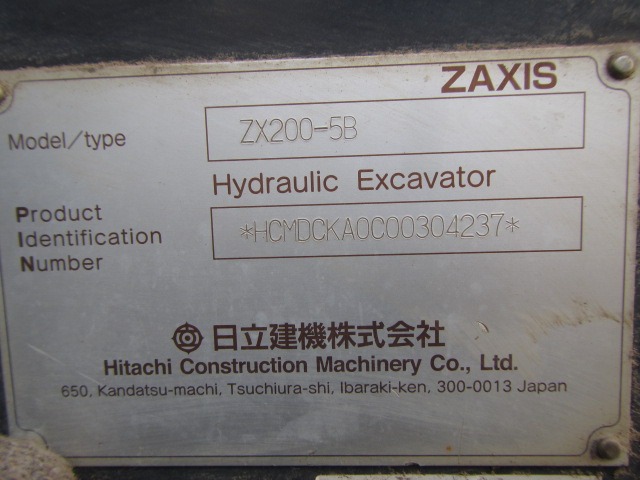 ZAXIS
Model/type ZX200-5B
Hydraulic Excavator
Product
Identification *HCMDCKA0C00304237*
Number
日立建機株式会社
Hitachi Construction Machinery Co., Ltd.
650, Kandatsu-machi, Tsuchiura-shi, Ibaraki-ken, 300-0013 Japan